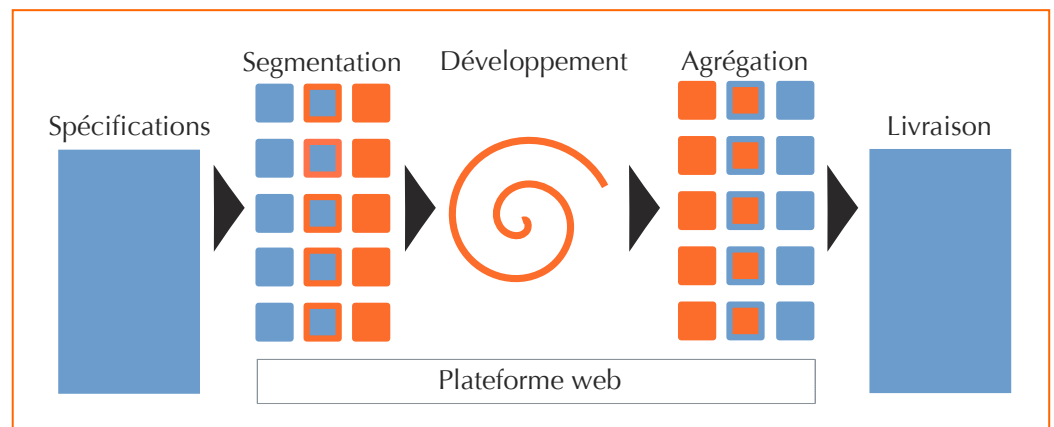 Spécifications
Segmentation
Développement
Agrégation
Livraison
Plateforme web